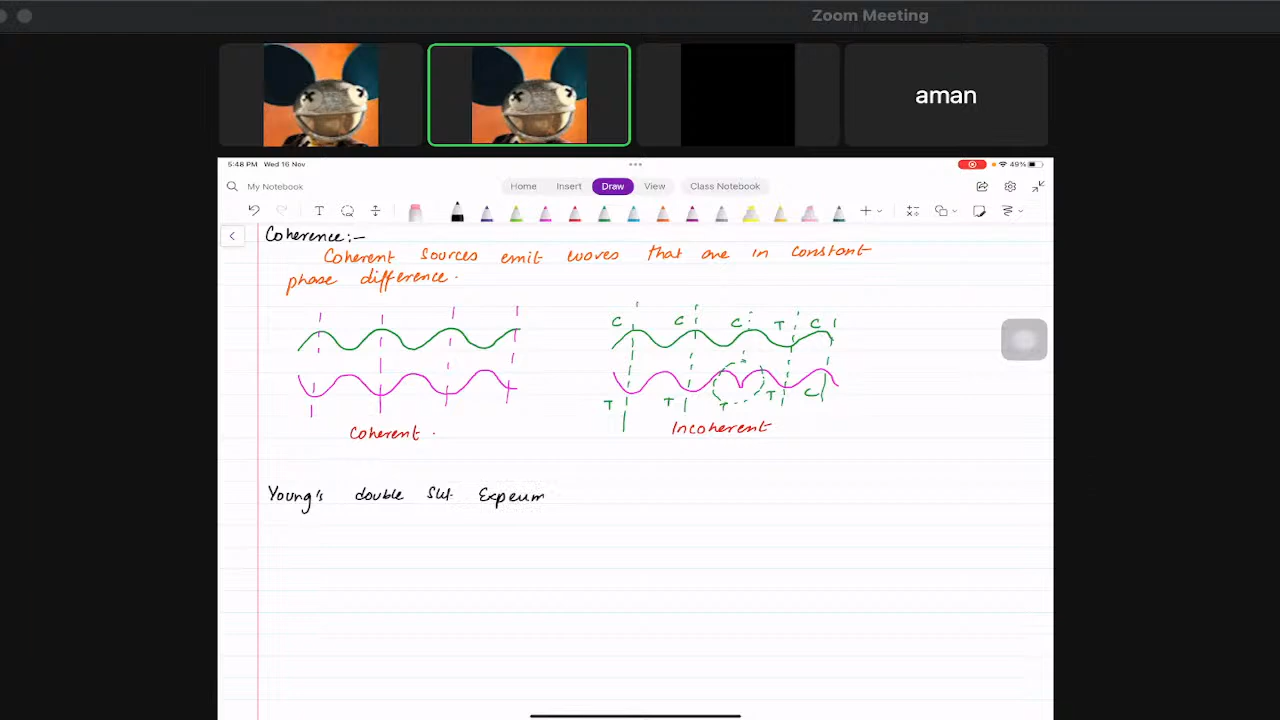 Zoom Meeting
aman
5:48 PM Wed 16 Nov
49%
My Notebook
Home Insert Draw View Class Notebook
Coherence:-
Coherent sources emit waves that are in constant
phase difference.
C C C T C
T T T T C
Coherent .
Incoherent
Young's double Slit Experim